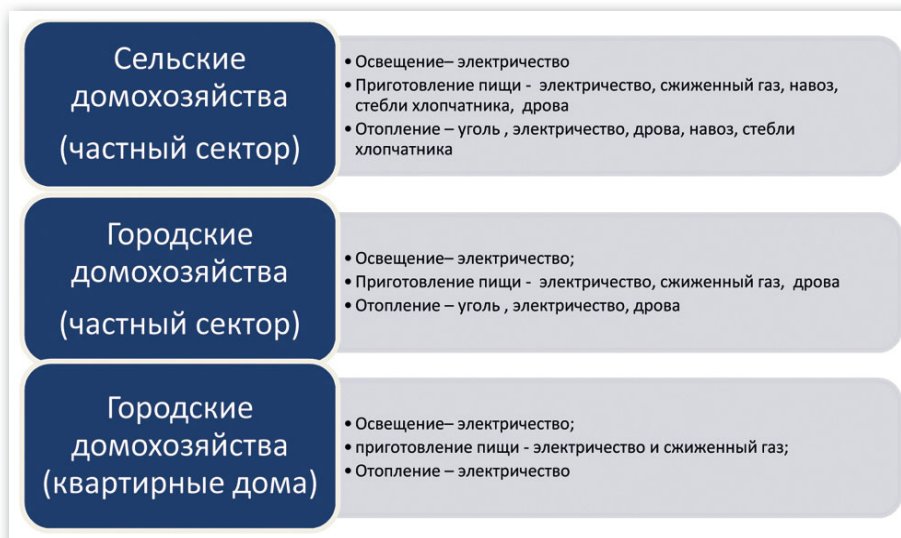 Сельские
домохозяйства
(частный сектор)
• Освещение– электричество
• Приготовление пищи - электричество, сжиженный газ, навоз,
стебли хлопчатника, дрова
• Отопление – уголь , электричество, дрова, навоз, стебли
хлопчатника
Городские
домохозяйства
(частный сектор)
• Освещение– электричество;
• Приготовление пищи - электричество, сжиженный газ, дрова
• Отопление – уголь , электричество, дрова
Городские
домохозяйства
(квартирные дома)
• Освещение– электричество;
• приготовление пищи - электричество и сжиженный газ;
• Отопление – электричество